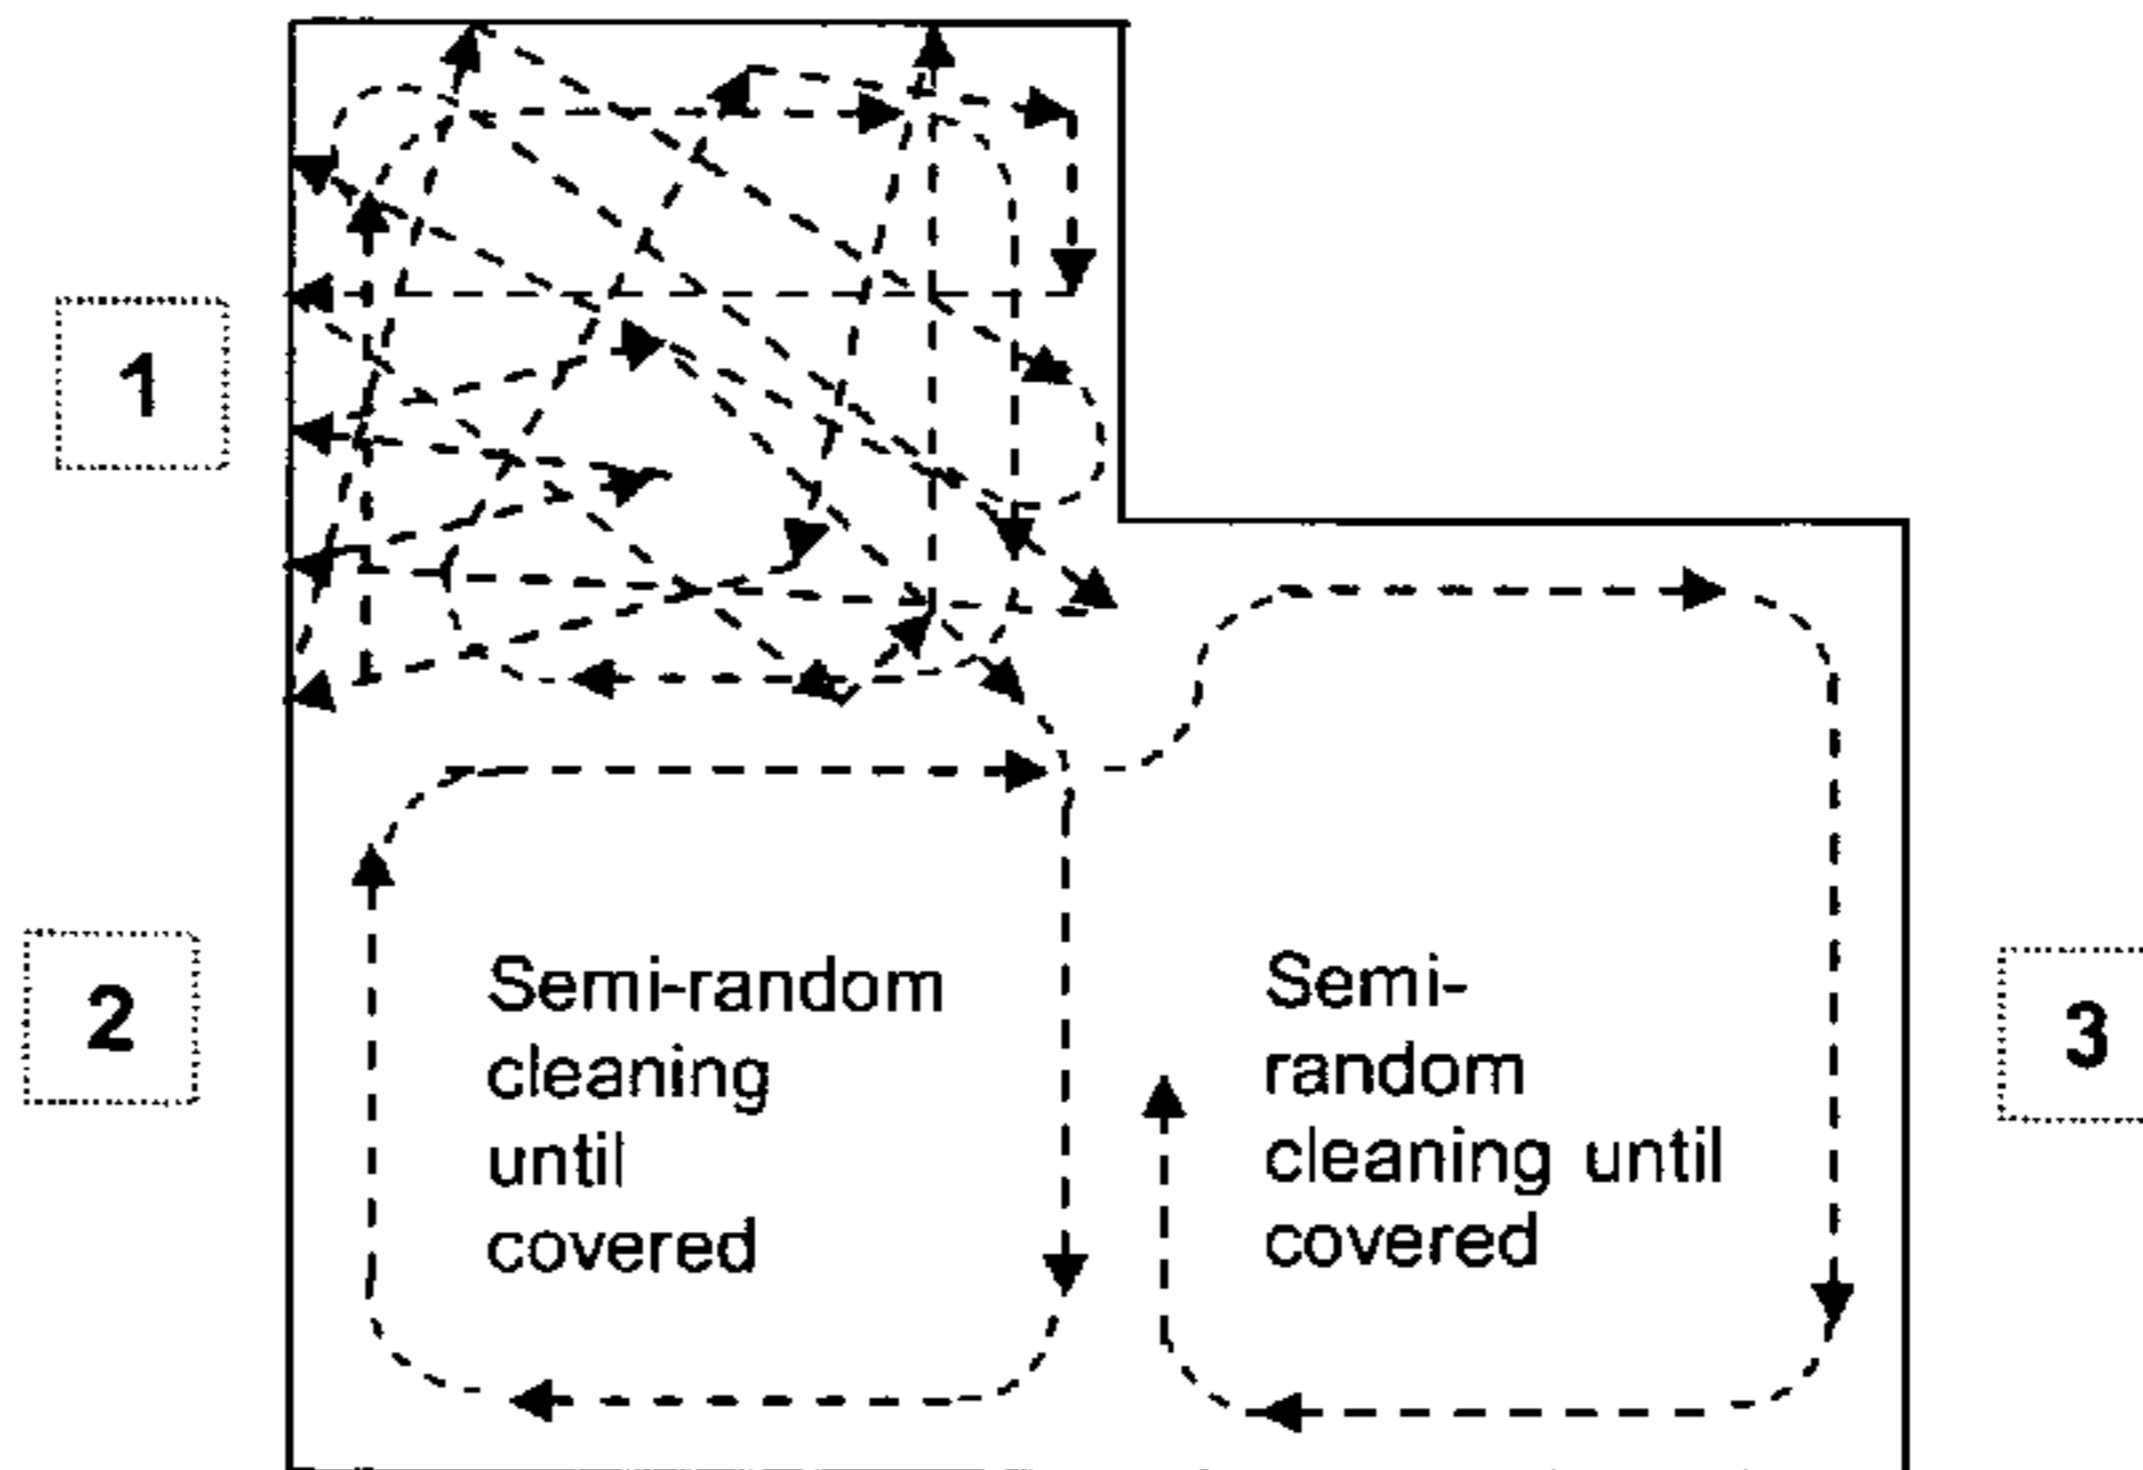 1
2
Semi-random
cleaning
until
covered
Semi-
random
cleaning until
covered
3